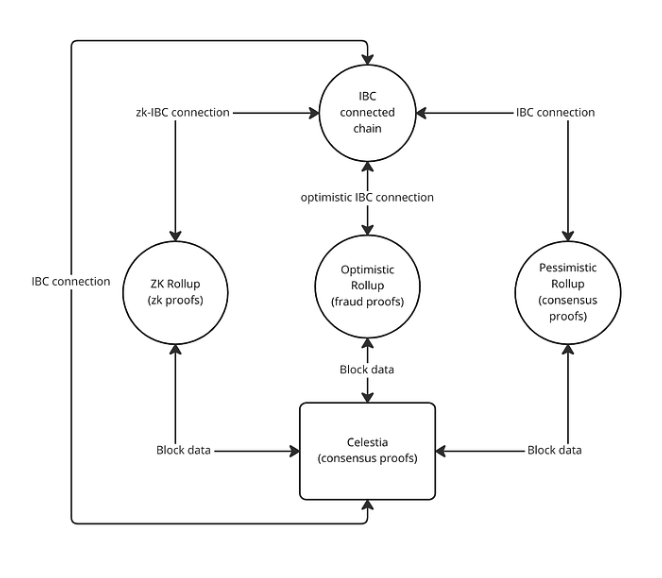 IBC
connected
chain
zk-IBC connection
IBC connection
optimistic IBC connection
IBC connection
ZK Rollup
(zk proofs)
Optimistic
Rollup
(fraud proofs)
Pessimistic
Rollup
(consensus
proofs)
Block data
Celestia
(consensus proofs)
Block data
Block data